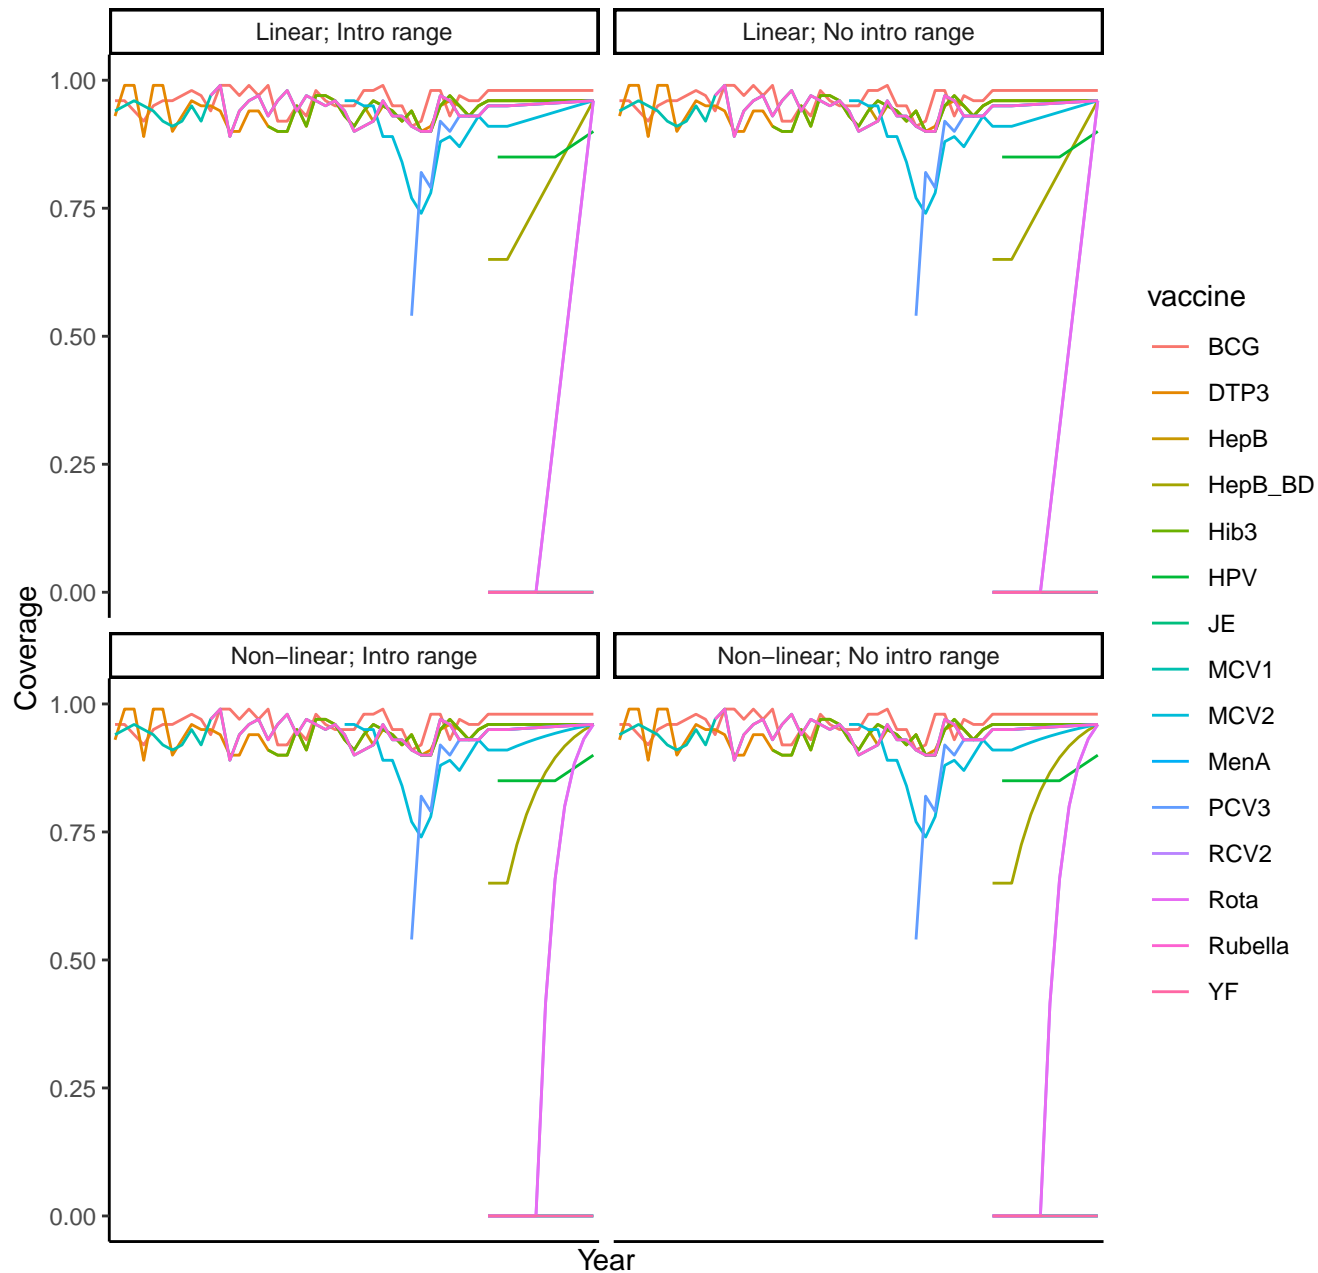 Linear; Intro range
Linear; No intro range
1.00
0.75
0.50
0.25
0.00
Non−linear; Intro range
Non−linear; No intro range
1.00
0.75
0.50
0.25
0.00
Coverage
Year
vaccine
BCG
DTP3
HepB
HepB_BD
Hib3
HPV
JE
MCV1
MCV2
MenA
PCV3
RCV2
Rota
Rubella
YF